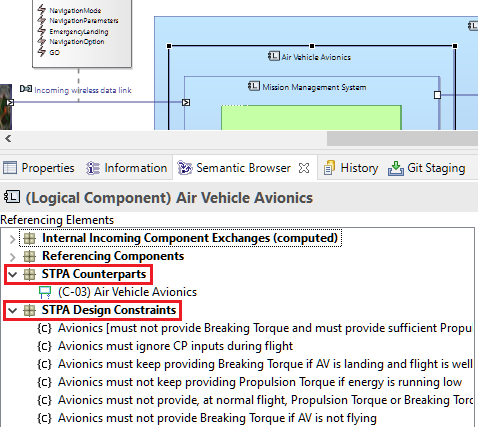 NavigationMode
NavigationParameters
EmergencyLanding
NavigationOption
GO
Air Vehicle Avionics
Incoming wireless data link
Mission Management System
Properties
Information
Semantic Browser
History
Git Staging
(Logical Component) Air Vehicle Avionics
Referencing Elements
Internal Incoming Component Exchanges (computed)
Referencing Components
STPA Counterparts
(C-03) Air Vehicle Avionics
STPA Design Constraints
{c} Avionics [must not provide Breaking Torque and must provide sufficient Propu
{c} Avionics must ignore CP inputs during flight
{c} Avionics must keep providing Breaking Torque if AV is landing and flight is well
{c} Avionics must not keep providing Propulsion Torque if energy is running low
{c} Avionics must not provide, at normal flight, Propulsion Torque or Breaking Torc
{c} Avionics must not provide Breaking Torque if AV is not flying